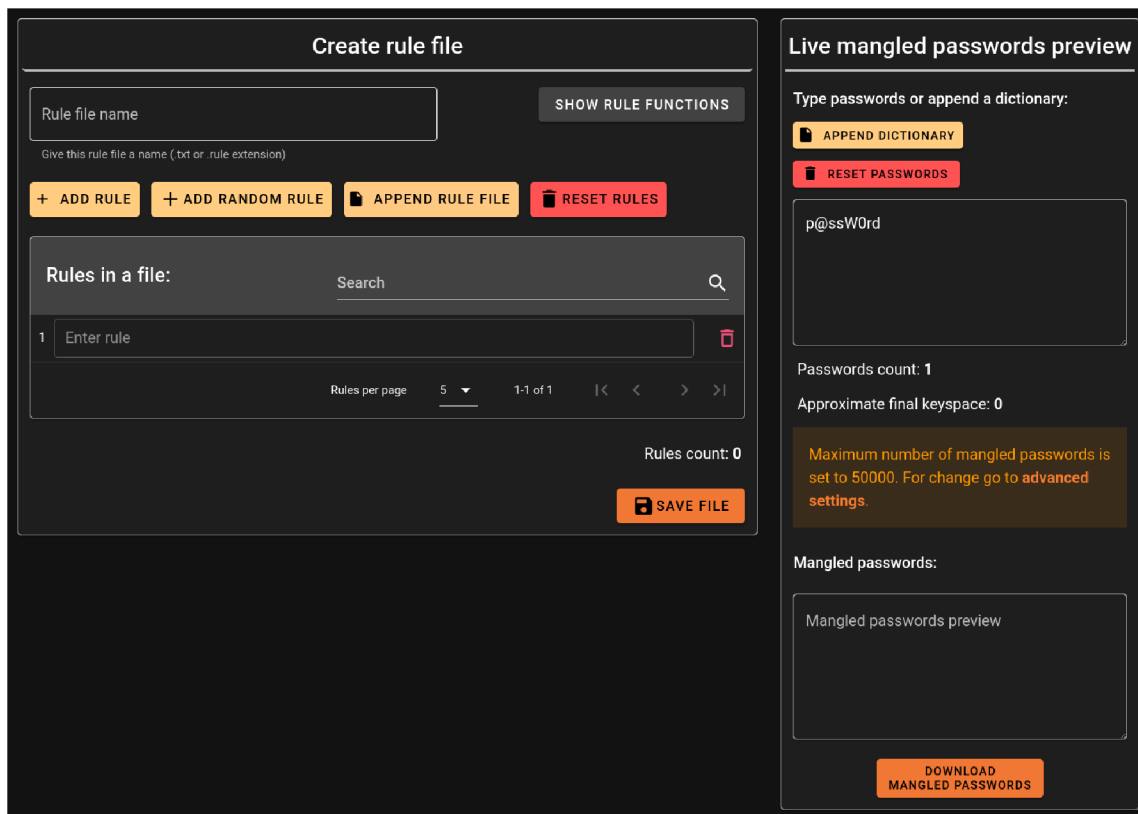 Create rule file
Rule file name
SHOW RULE FUNCTIONS
Give this rule file a name (.txt or .rule extension)
+ ADD RULE
+ ADD RANDOM RULE
APPEND RULE FILE
RESET RULES
Rules in a file:
Search
1 Enter rule
Rules per page 5 1-1 of 1
Rules count: 0
SAVE FILE
Live mangled passwords preview
Type passwords or append a dictionary:
APPEND DICTIONARY
RESET PASSWORDS
p@ssW0rd
Passwords count: 1
Approximate final keyspace: 0
Maximum number of mangled passwords is
set to 50000. For change go to advanced
settings.
Mangled passwords:
Mangled passwords preview
DOWNLOAD
MANGLED PASSWORDS